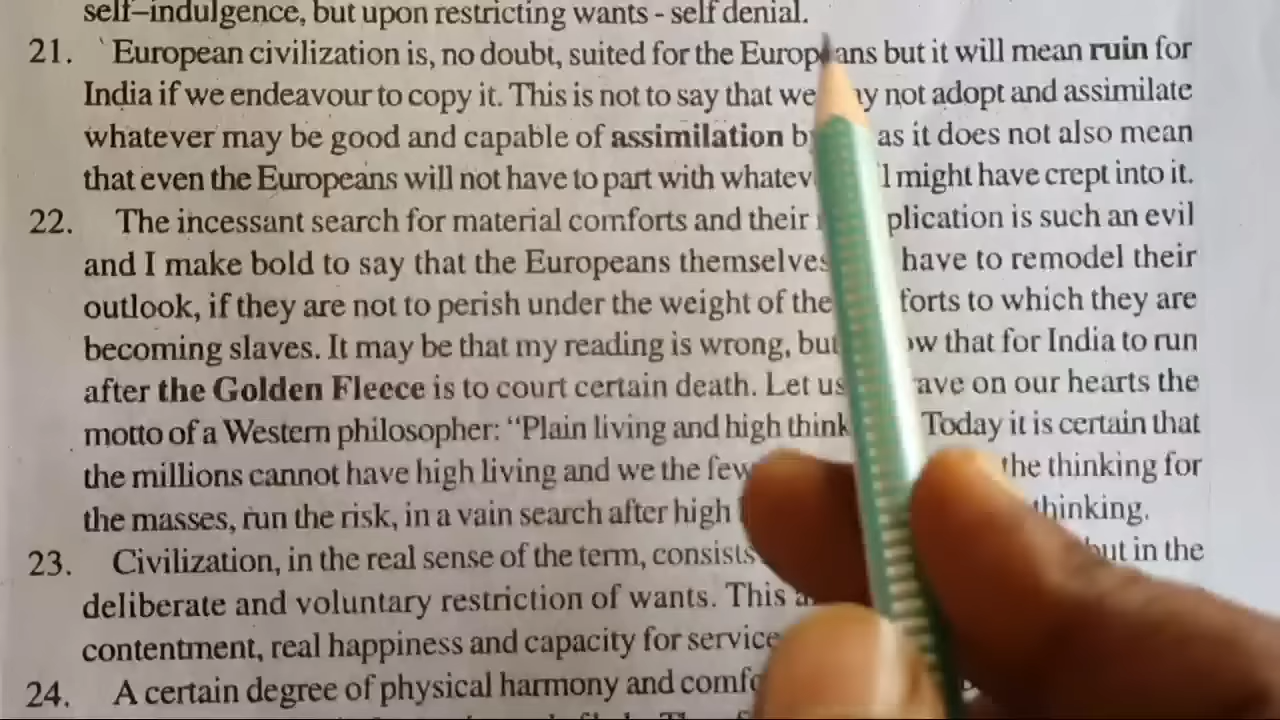 self–indulgence, but upon restricting wants - self denial.
21. European civilization is, no doubt, suited for the Europeans but it will mean ruin for
India if we endeavour to copy it. This is not to say that we not adopt and assimilate
whatever may be good and capable of assimilation as it does not also mean
that even the Europeans will not have to part with might have crept into it.
22. The incessant search for material comforts and their is such an evil
and I make bold to say that the Europeans themselves have to remodel their
outlook, if they are not to perish under the weight of the to which they are
becoming slaves. It may be that my reading is wrong, but that for India to run
after the Golden Fleece is to court certain death. Let us on our hearts the
motto of a Western philosopher: “Plain living and high Today it is certain that
the millions cannot have high living and we the few the thinking for
the masses, run the risk, in a vain search after high thinking.
23. Civilization, in the real sense of the term, consists but in the
deliberate and voluntary restriction of wants. This
contentment, real happiness and capacity for service
24. A certain degree of physical harmony and